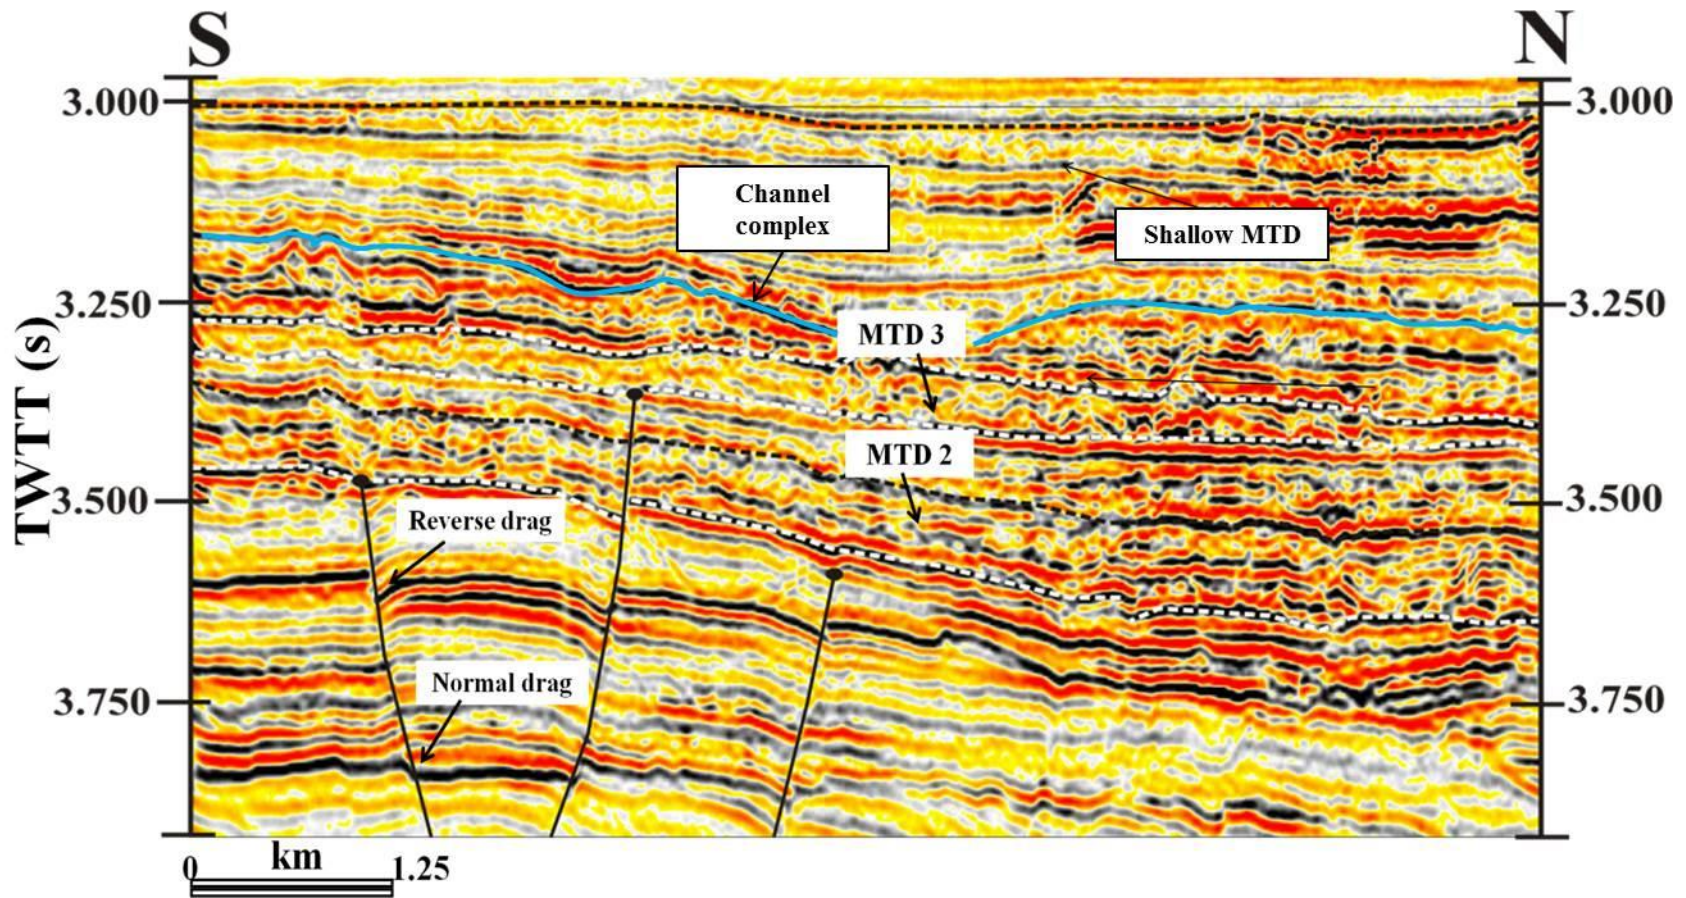 S
N
3.000
3.000
Channel
complex
Shallow MTD
3.250
3.250
MTD 3
TWTT (s)
MTD 2
3.500
3.500
Reverse drag
Normal drag
3.750
3.750
km
0
1.25